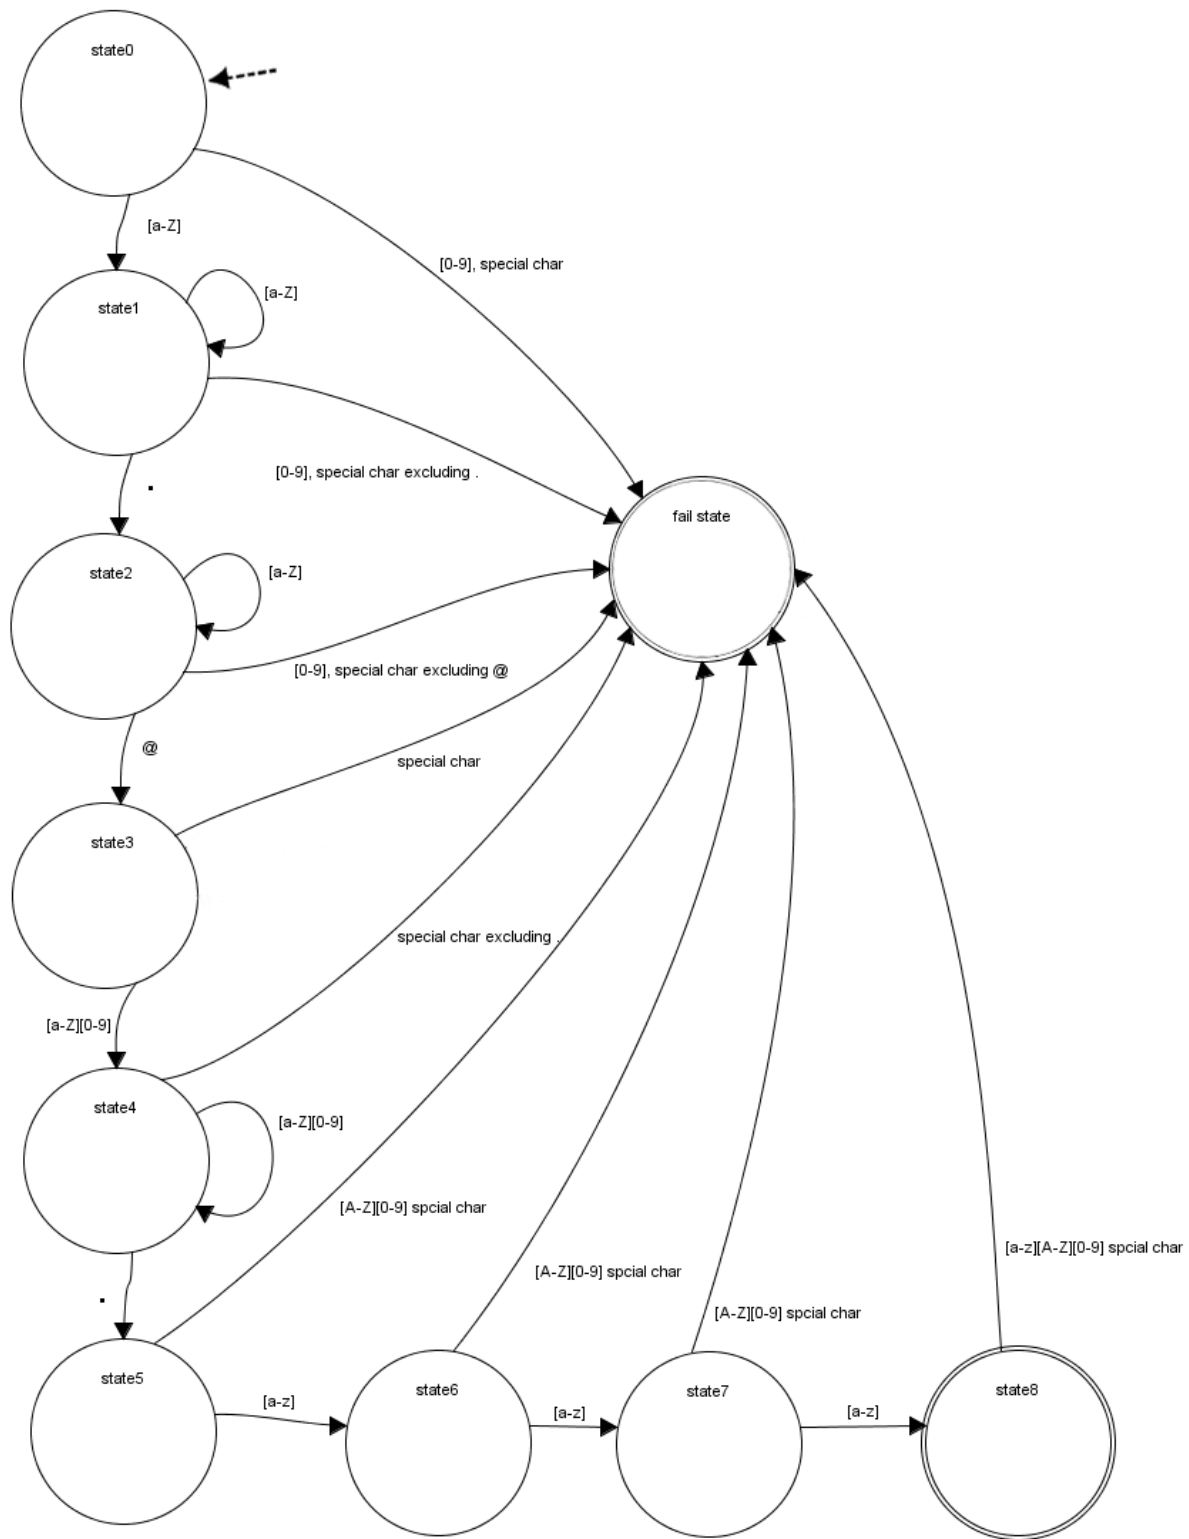 state0
[a-Z]
[0-9], special char
state1
[a-Z]
[0-9], special char excluding .
.
fail state
state2
[a-Z]
[0-9], special char excluding @
@
special char
state3
special char excluding .
[a-Z][0-9]
state4
[a-Z][0-9]
[A-Z][0-9] spcial char
[a-z][A-Z][0-9] spcial char
[A-Z][0-9] spcial char
.
[A-Z][0-9] spcial char
state5
[a-z]
state6
[a-z]
state7
[a-z]
state8